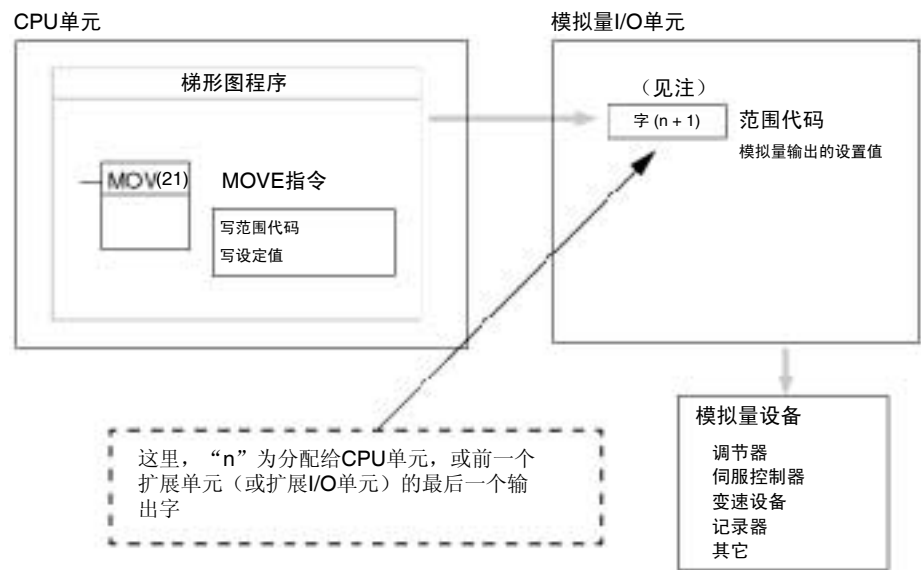 CPU单元
模拟量I/O单元
梯形图程序
MOV(21)
MOVE指令
写范围代码
写设定值
（见注）
字 (n + 1)
范围代码
模拟量输出的设置值
这里，“n”为分配给CPU单元，或前一个
扩展单元（或扩展I/O单元）的最后一个输
出字
模拟量设备
调节器
伺服控制器
变速设备
记录器
其它